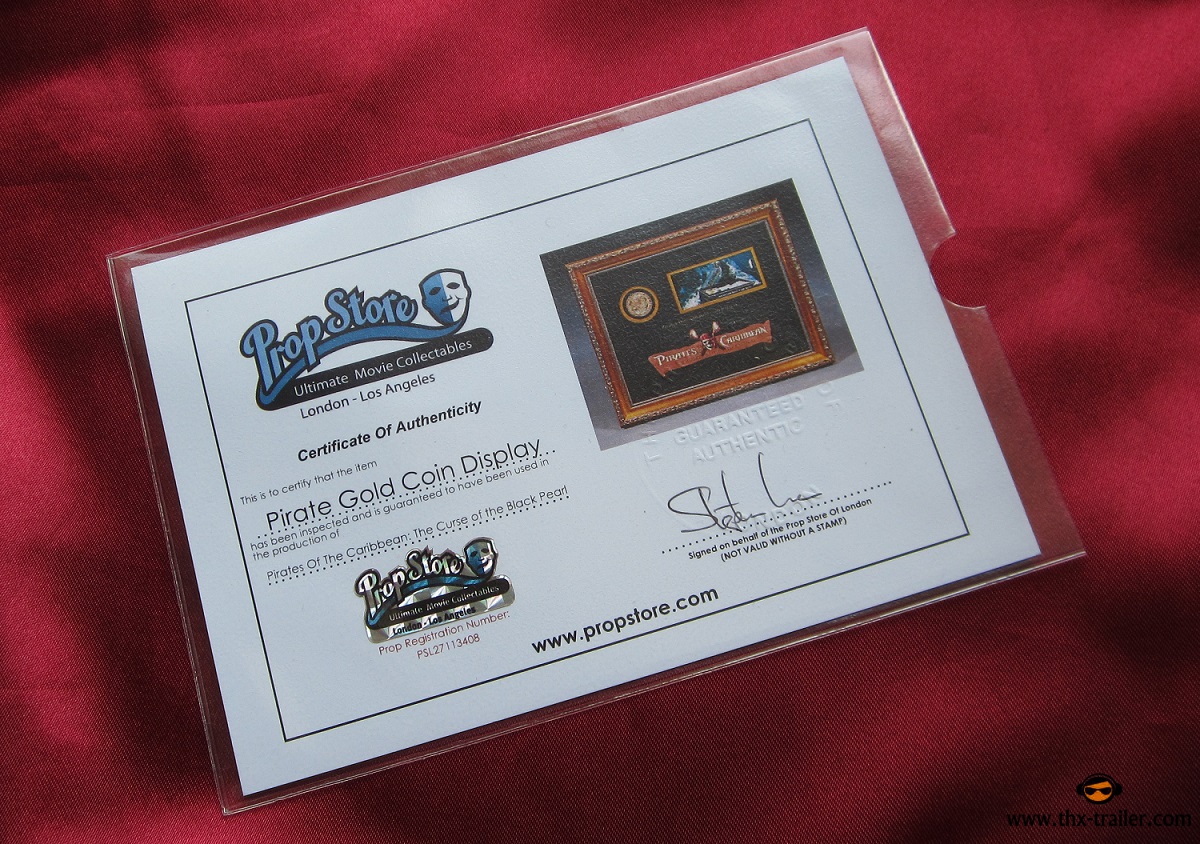 Prop Store
Ultimate Movie Collectables
London - Los Angeles
Certificate Of Authenticity
This is to certify that the item
Pirate Gold Coin Display
has been inspected and is guaranteed to have been used in
the production of
Pirates Of The Caribbean: The Curse of the Black Pearl
Prop Store
Ultimate Movie Collectables
London - Los Angeles
Prop Registration Number:
PSL27113408
www.propstore.com
PIRATES CARIBBEAN
GUARANTEED
AUTHENTIC
Signed on behalf of the Prop Store Of London
(NOT VALID WITHOUT A STAMP)
www.thx-trailer.com